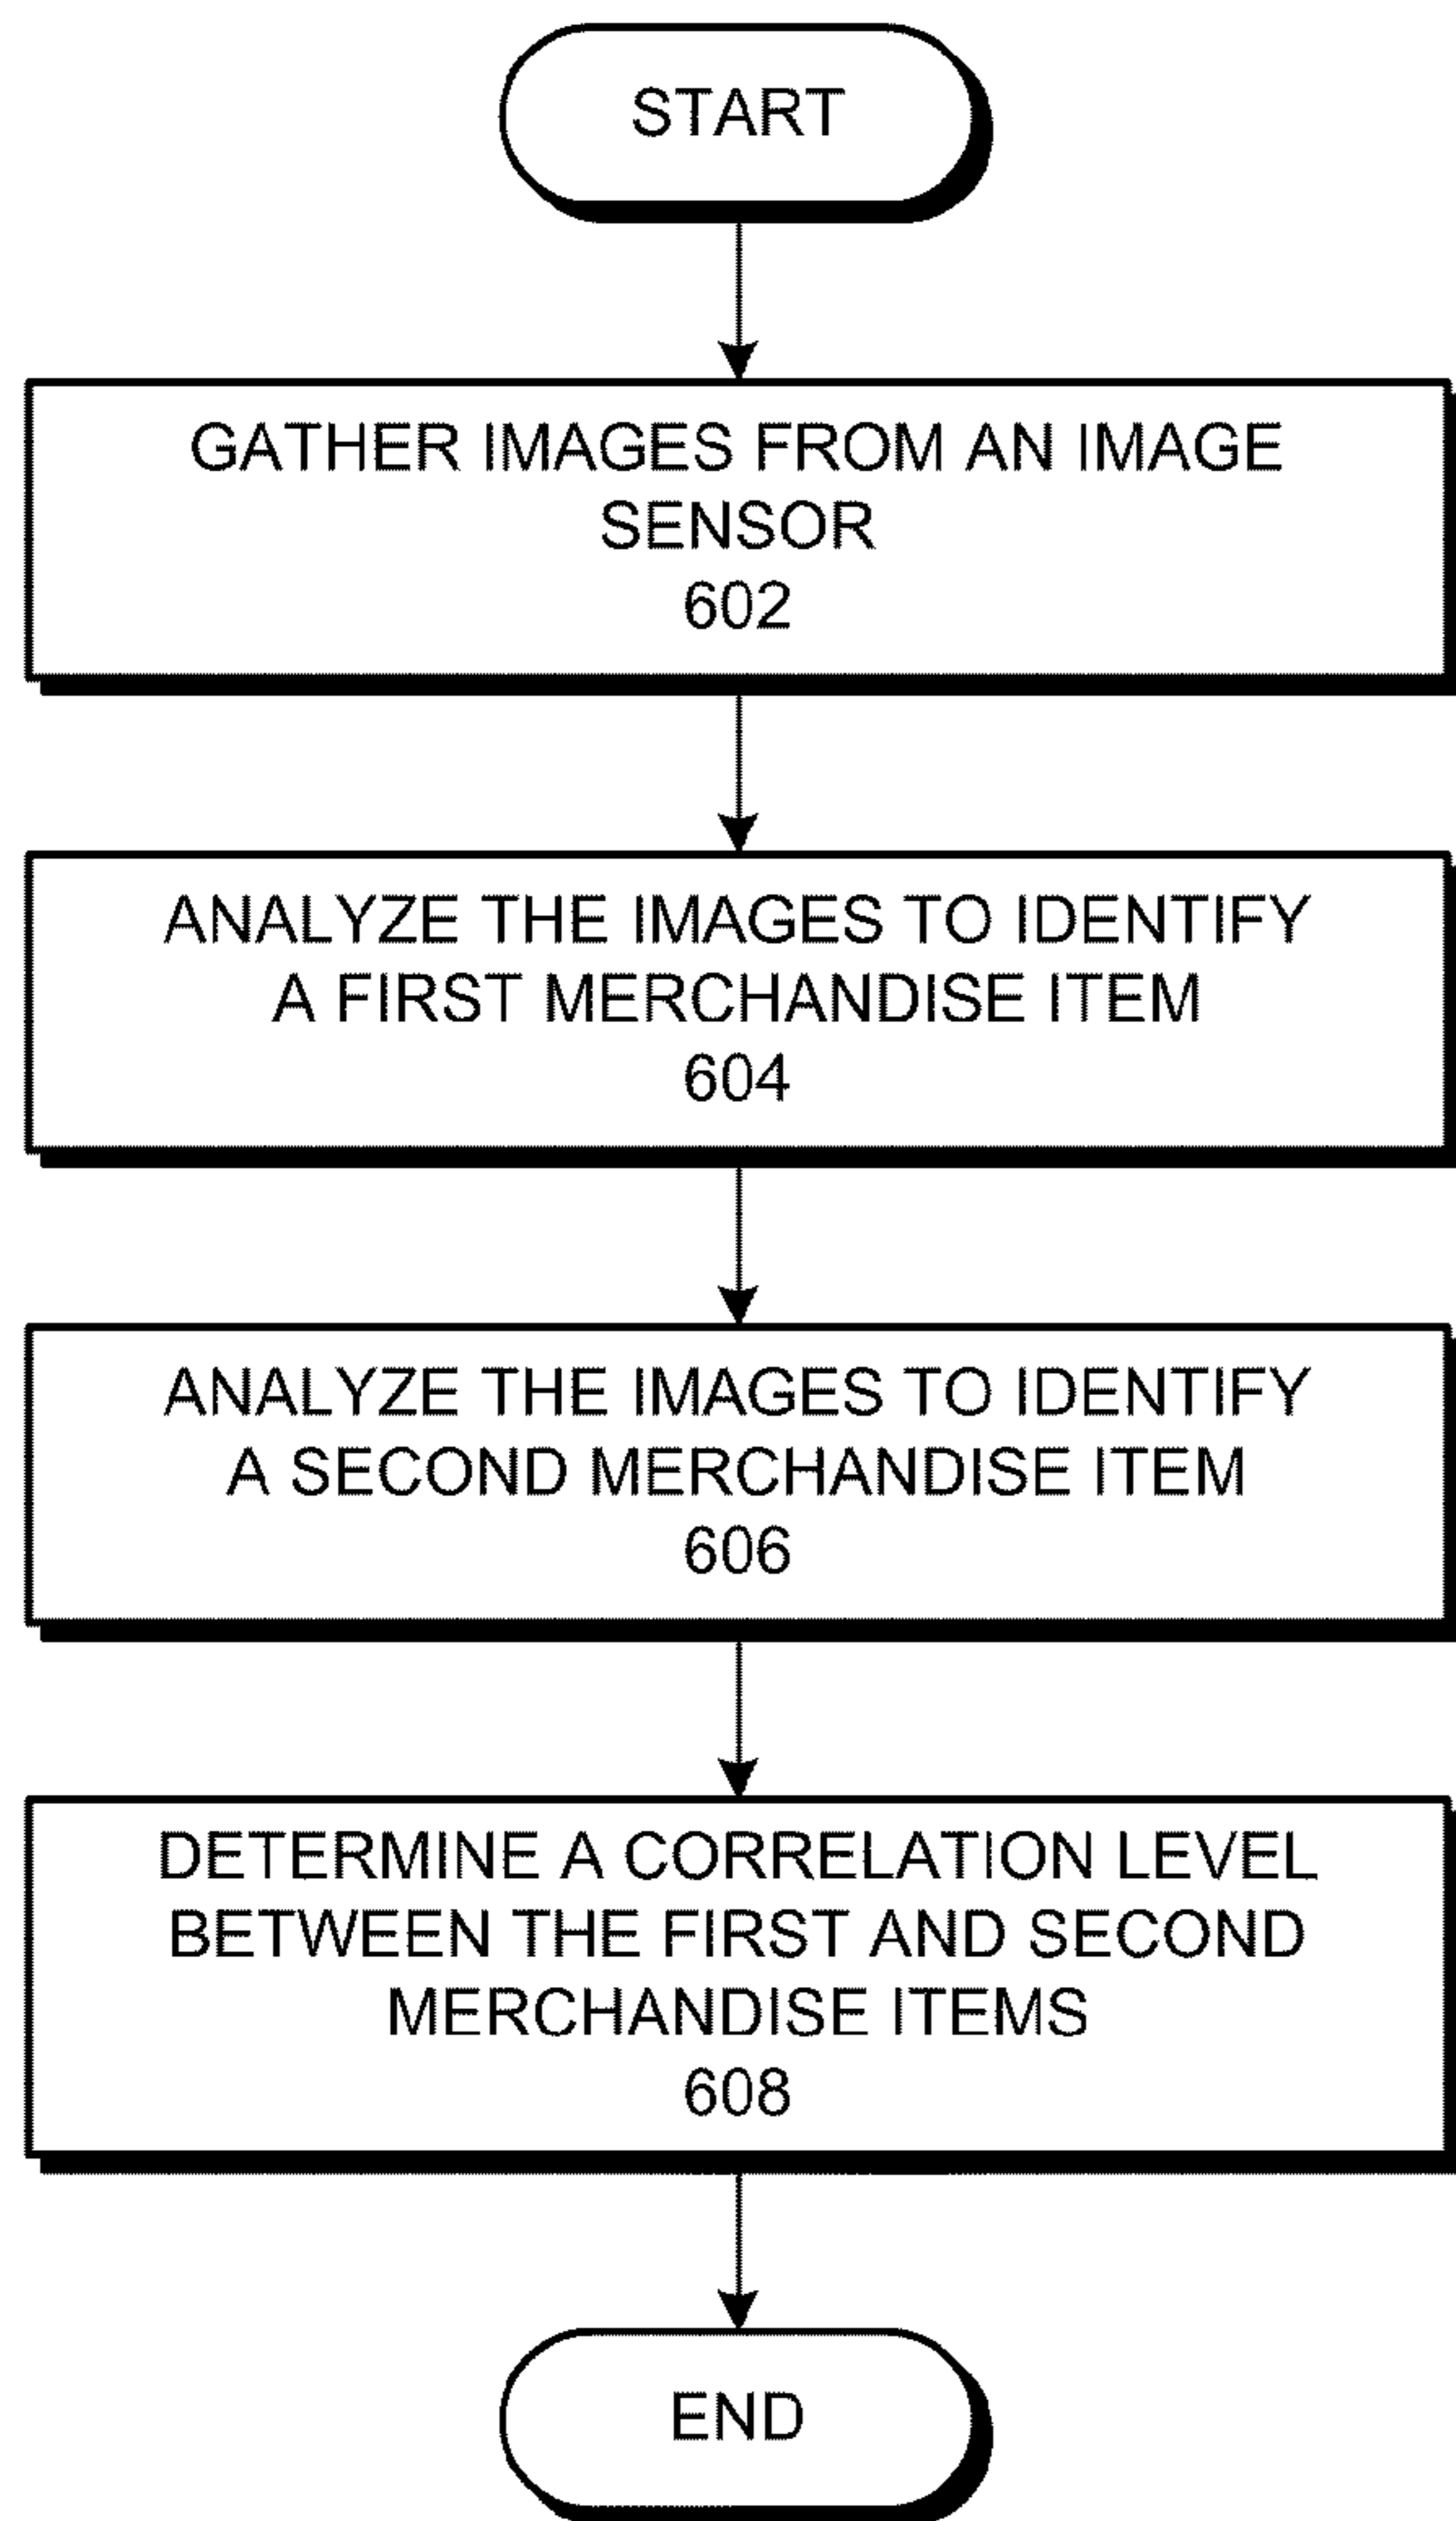 START
GATHER IMAGES FROM AN IMAGE
SENSOR
602
ANALYZE THE IMAGES TO IDENTIFY
A FIRST MERCHANDISE ITEM
604
ANALYZE THE IMAGES TO IDENTIFY
A SECOND MERCHANDISE ITEM
606
DETERMINE A CORRELATION LEVEL
BETWEEN THE FIRST AND SECOND
MERCHANDISE ITEMS
608
END